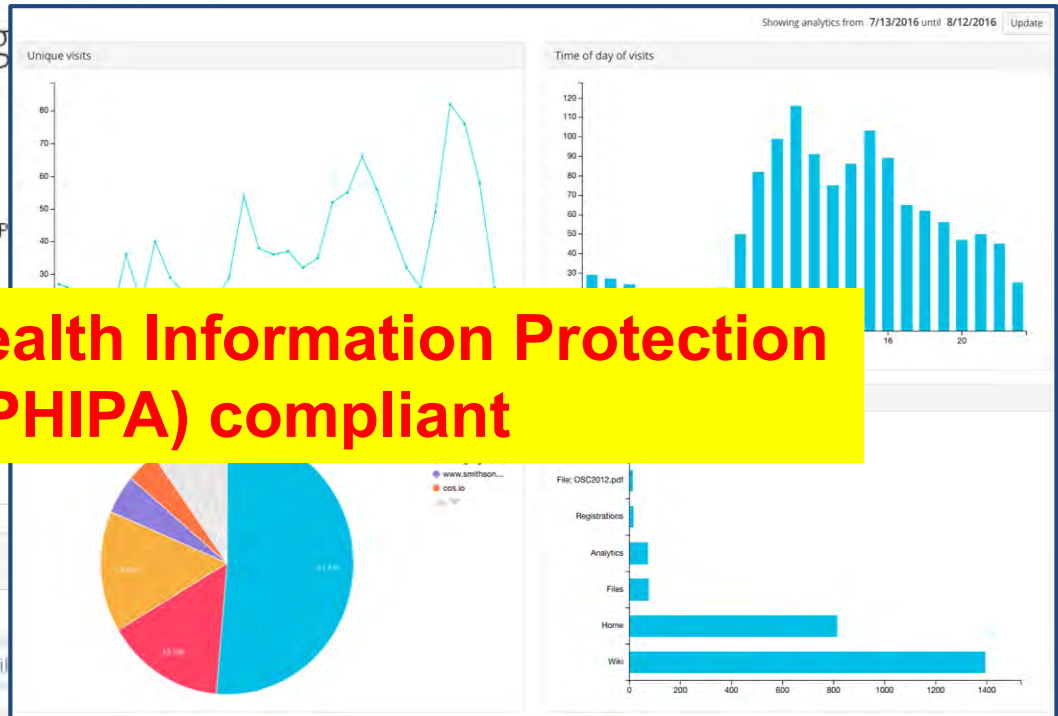 g
Showing analytics from 7/13/2016 until 8/12/2016 Update
Unique visits
80
70
60
50
40
30
Time of day of visits
120
110
100
90
80
70
60
50
40
30
16
20
ealth Information Protection
PHIPA) compliant
www.smithson...
cos.io
File: OSC2012.pdf
Registrations
Analytics
Files
Home
Wiki
0 200 400 600 800 1000 1200 1400
P
il